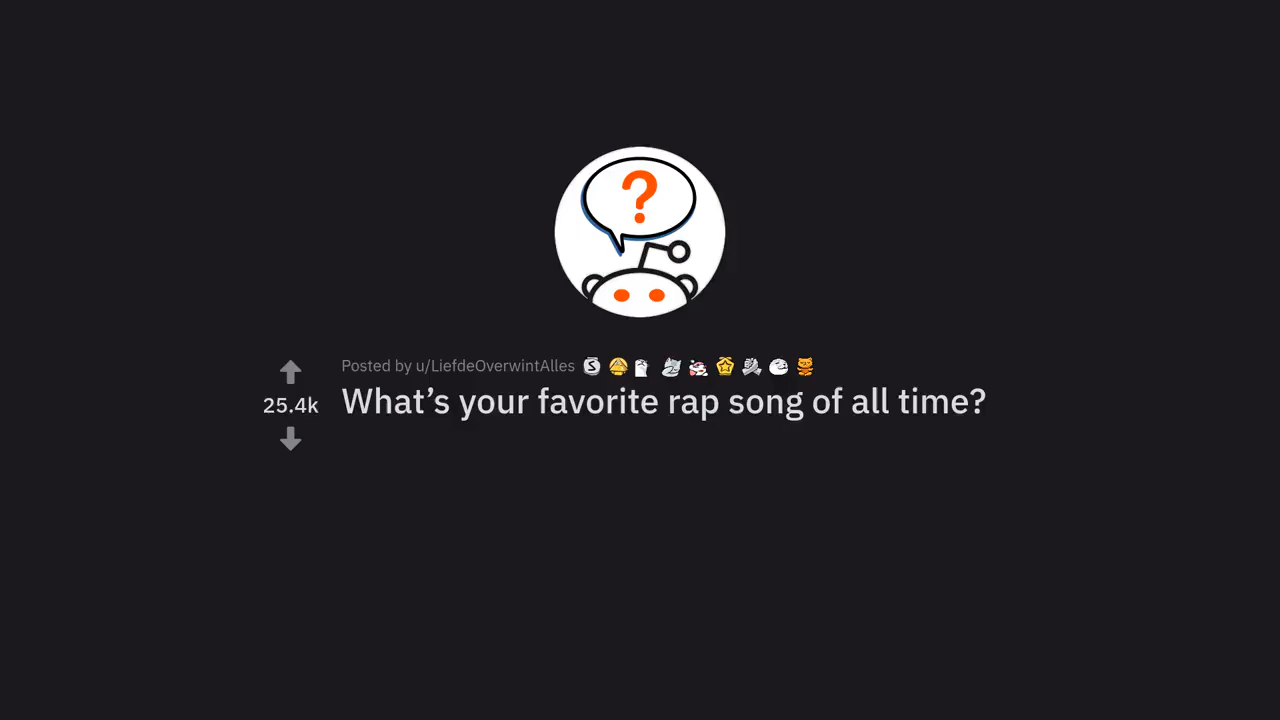 ?
Posted by u/LiefdeOverwintAlles
25.4k
What’s your favorite rap song of all time?